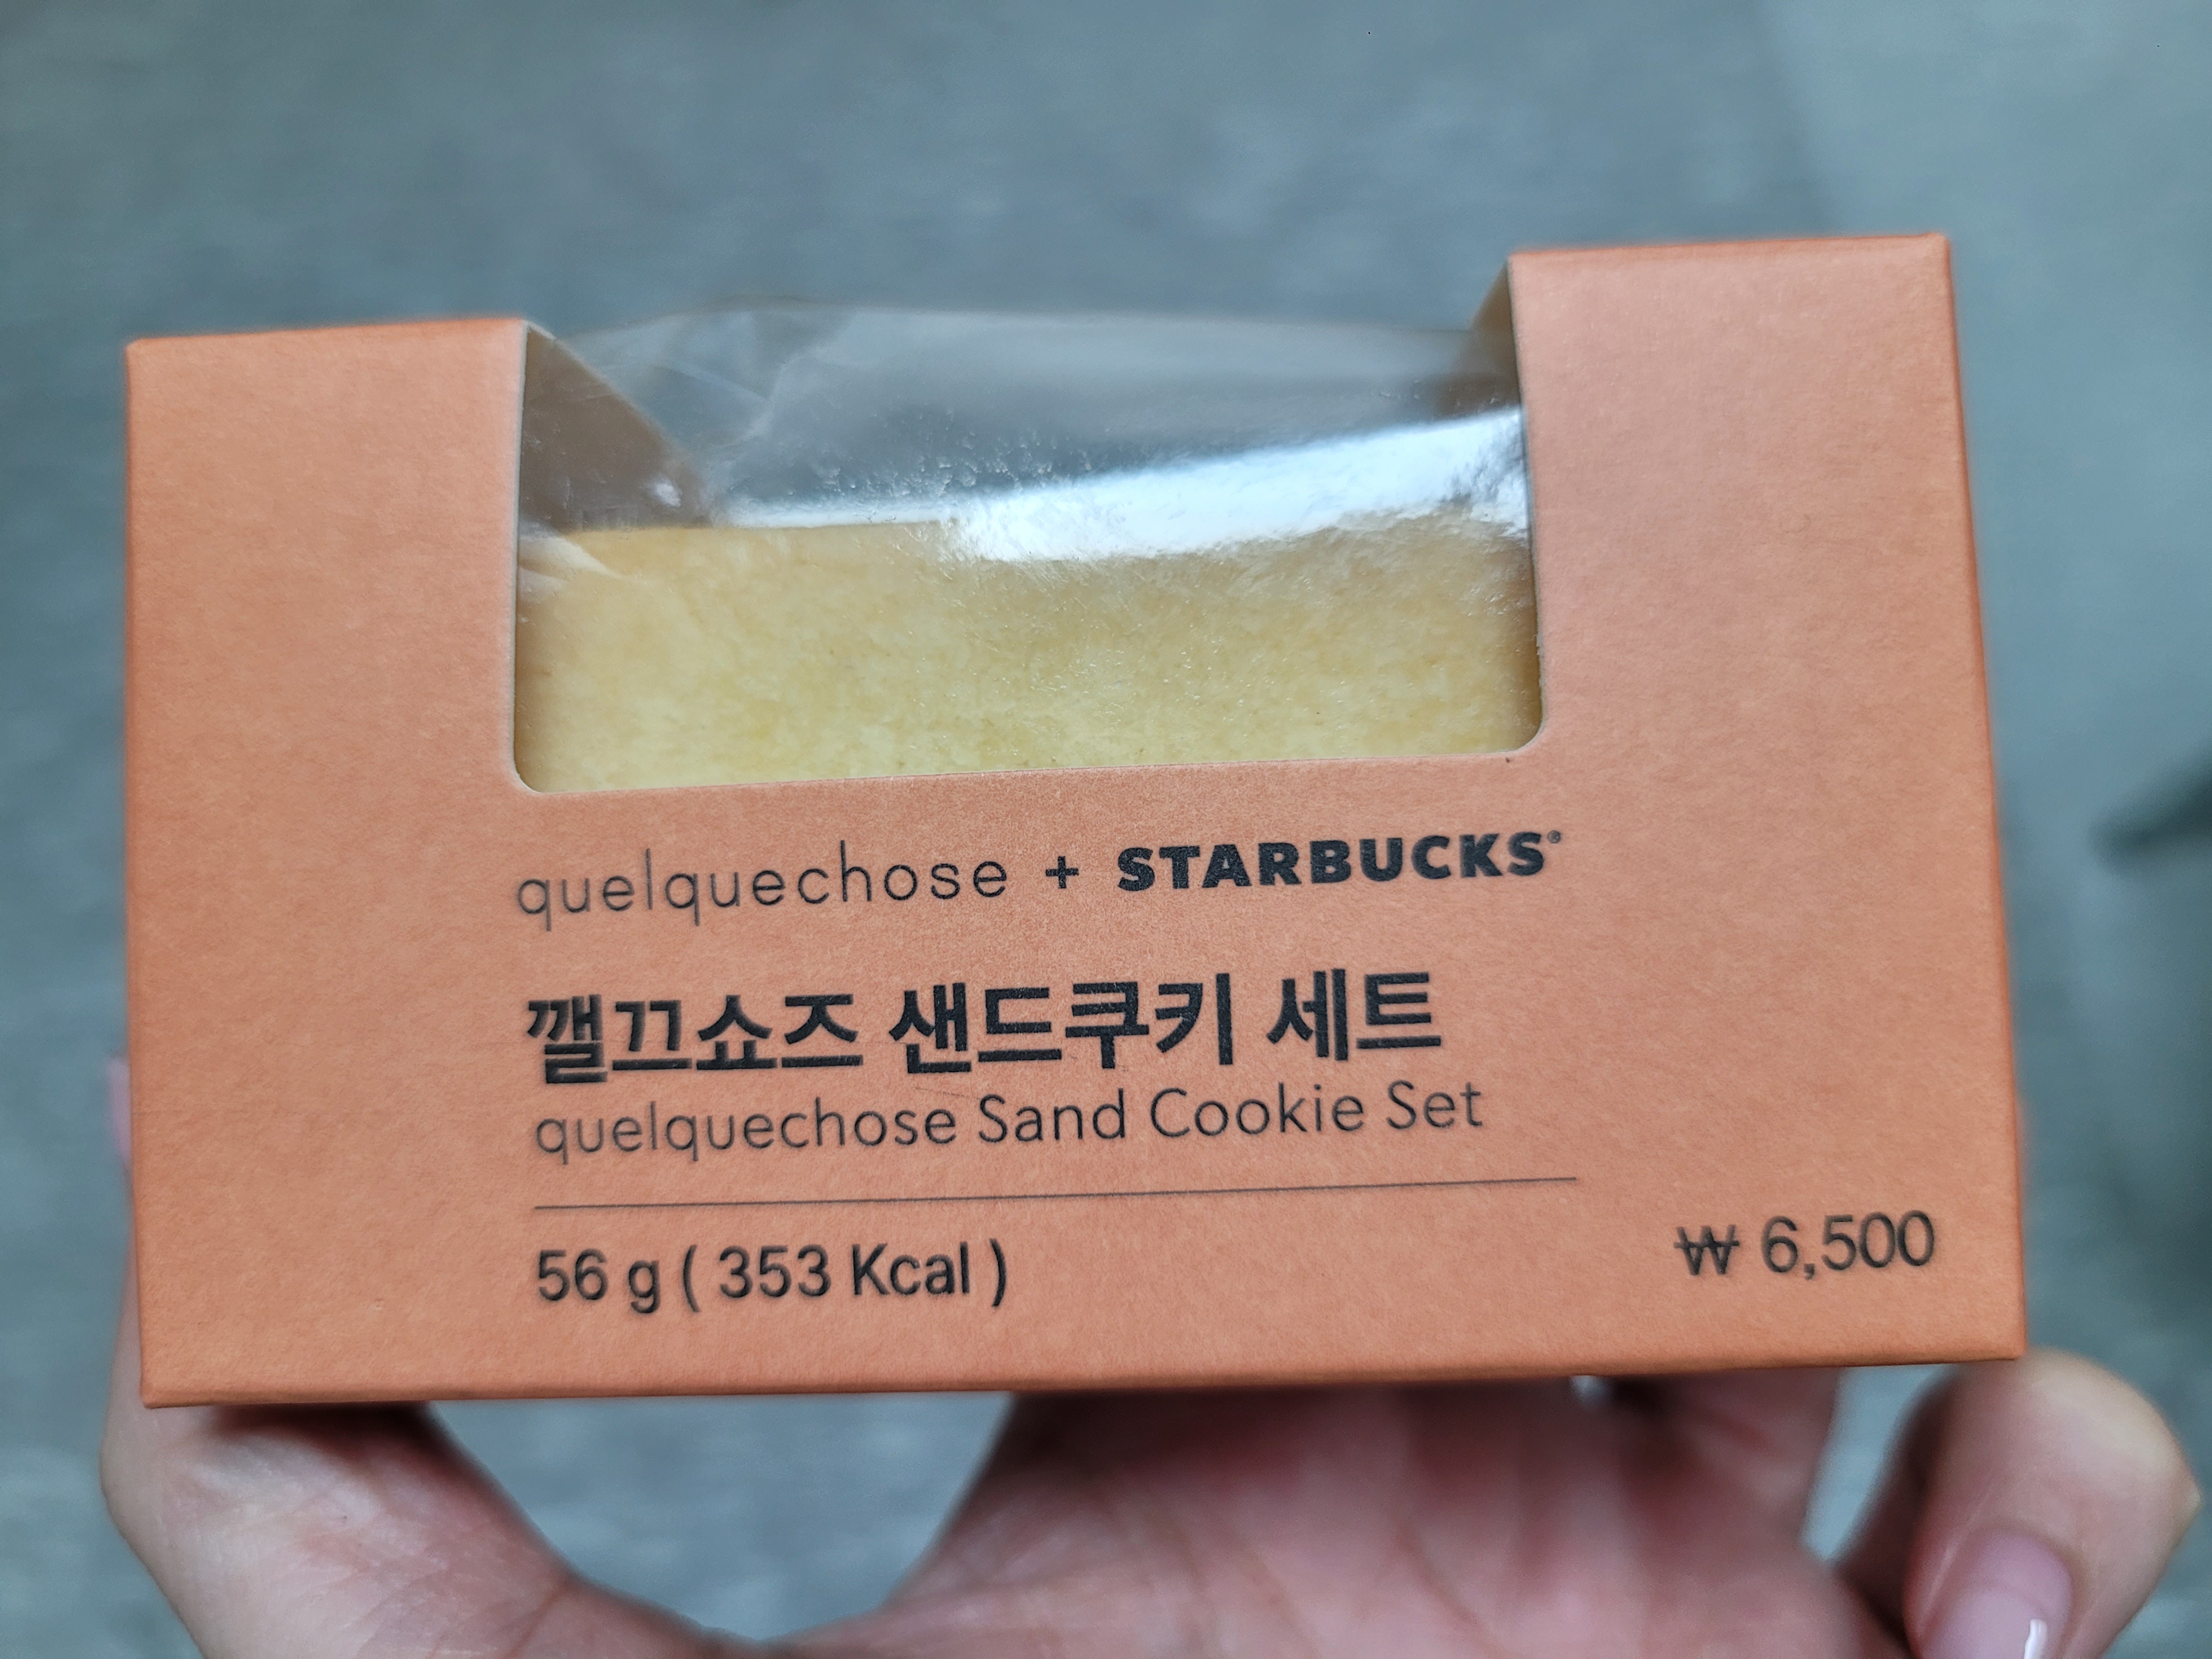 quelquechose + STARBUCKS®
깰끄쇼즈 샌드쿠키 세트
quelquechose Sand Cookie Set
56 g ( 353 Kcal )
₩ 6,500